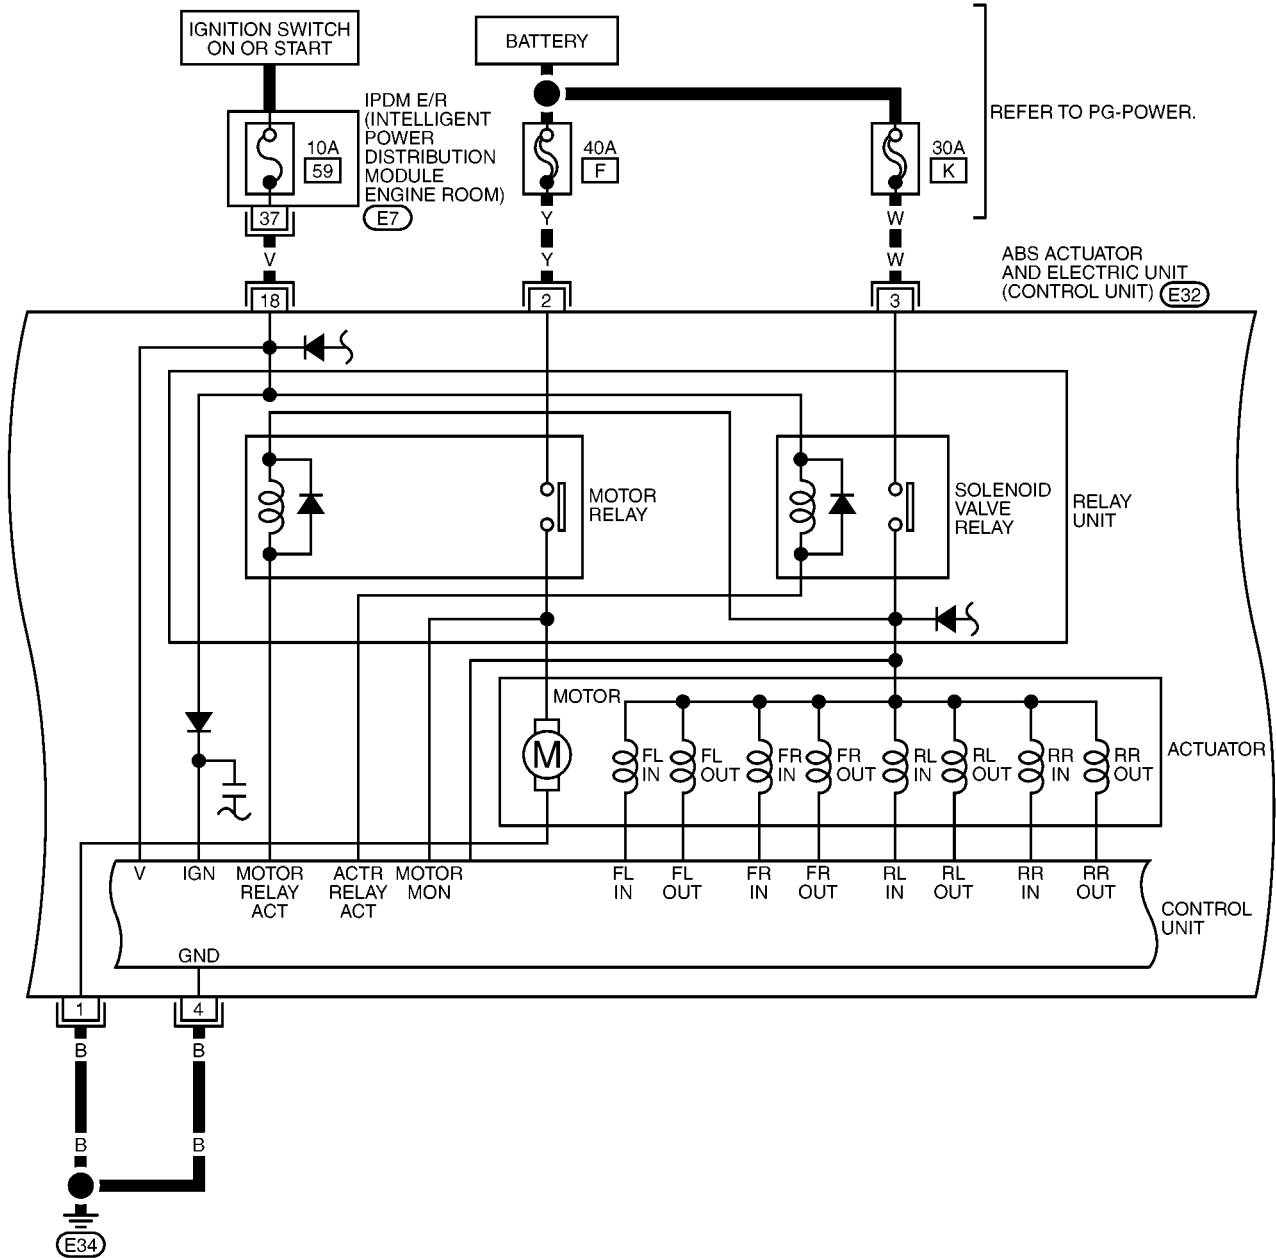 IGNITION SWITCH
ON OR START
BATTERY
REFER TO PG-POWER.
IPDM E/R
(INTELLIGENT
POWER
DISTRIBUTION
MODULE
ENGINE ROOM)
E7
10A
59
40A
F
30A
K
37
V
Y
Y
W
W
ABS ACTUATOR
AND ELECTRIC UNIT
(CONTROL UNIT)
E32
18
2
3
MOTOR
RELAY
SOLENOID
VALVE
RELAY
RELAY
UNIT
MOTOR
M
FL
IN
FL
OUT
FR
IN
FR
OUT
RL
IN
RL
OUT
RR
IN
RR
OUT
ACTUATOR
V
IGN
MOTOR
RELAY
ACT
ACTR
RELAY
ACT
MOTOR
MON
FL
IN
FL
OUT
FR
IN
FR
OUT
RL
IN
RL
OUT
RR
IN
RR
OUT
CONTROL
UNIT
GND
1
4
B
B
B
B
E34